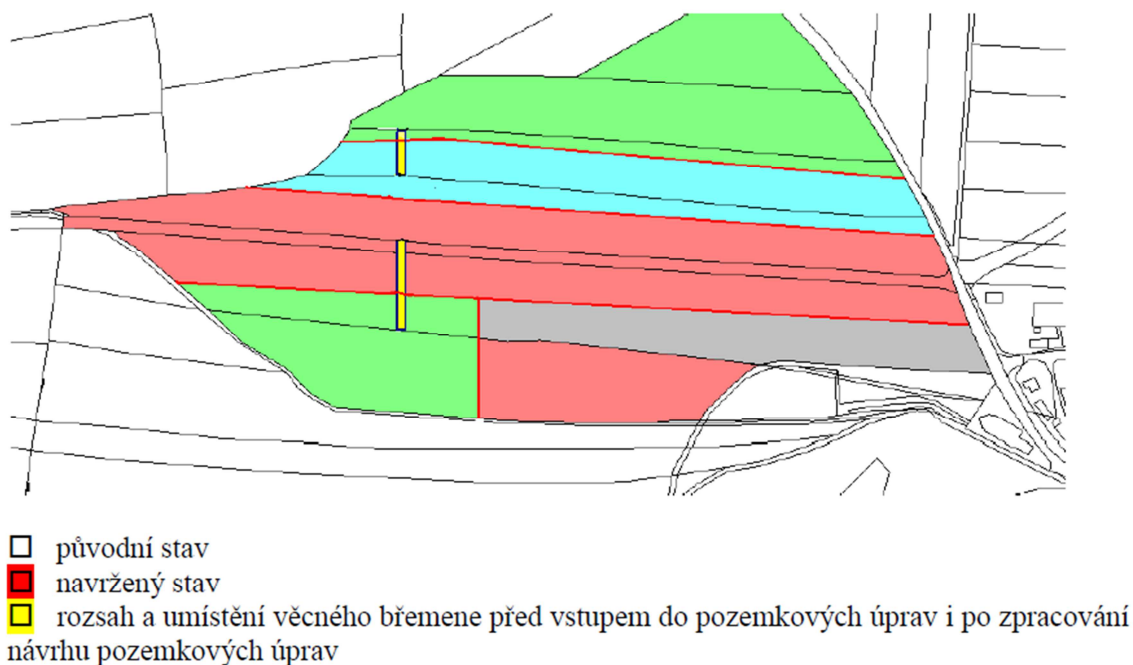 původní stav
navržený stav
rozsah a umístění věcného břemene před vstupem do pozemkových úprav i po zpracování
návrhu pozemkových úprav